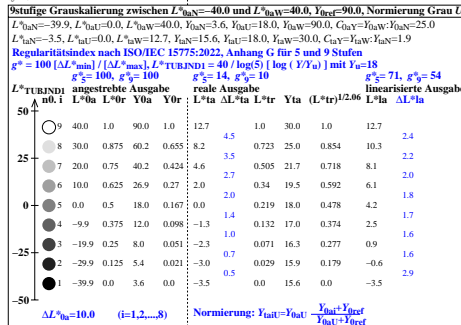 9stufige Grauskalierung zwischen L*0aN=−40.0 und L*0aW=40.0, Y0ref=90.0, Normierung Grau U
L*0aN=−39.9, L*0aU=0.0, L*0aW=40.0, Y0aN=3.6, Y0aU=18.0, Y0aW=90.0, C0aY=Y0aW:Y0aN=25.0
L*taN=−3.5, L*taU=0.0, L*taW=12.7, YtaN=15.6, YtaU=18.0, YtaW=30.0, CtaY=YtaW:YtaN=1.9
Regularitätsindex nach ISO/IEC 15775:2022, Anhang G für 5 und 9 Stufen
g* = 100 [ΔL*min] / [ΔL*max], L*TUBJND1= 40 / log(5) [ log ( Y/Yu) ] mit Yu=18
g*5= 100, g*9= 100 g*5= 14, g*9= 10 g*5= 71, g*9= 54
L*TUBJND1 angestrebte Ausgabe reale Ausgabe linearisierte Ausgabe
n0. i L*0a L*0r Y0a Y0r L*ta ΔL*ta L*tr Yta (L*tr)1/2.06 L*la ΔL*la
50
9 40.0 1.0 90.0 1.0 12.7 1.0 30.0 1.0 12.7
4.5 2.4
8 30.0 0.875 60.2 0.655 8.2 0.723 25.0 0.854 10.3
3.5 2.2
25
7 20.0 0.75 40.2 0.424 4.6 0.505 21.7 0.718 8.1
2.7 2.0
6 10.0 0.625 26.9 0.27 2.0 0.34 19.5 0.592 6.1
2.0 1.8
0
5 0.0 0.5 18.0 0.167 0.0 0.219 18.0 0.478 4.2
1.4 1.7
4 −9.9 0.375 12.0 0.098 −1.3 0.132 17.0 0.374 2.5
1.0 1.6
3 −19.9 0.25 8.0 0.051 −2.3 0.071 16.3 0.277 0.9
0.7 1.6
−25
2 −29.9 0.125 5.4 0.021 −3.0 0.029 15.9 0.179 −0.6
0.5 2.9
1 −39.9 0.0 3.6 0.0 −3.5 0.0 15.6 0.0 −3.5
−50
ΔL*0a=10.0 (i=1,2,...,8) Normierung: YtaiU=Y0aU Y0ai+Y0ref
Y0aU+Y0ref